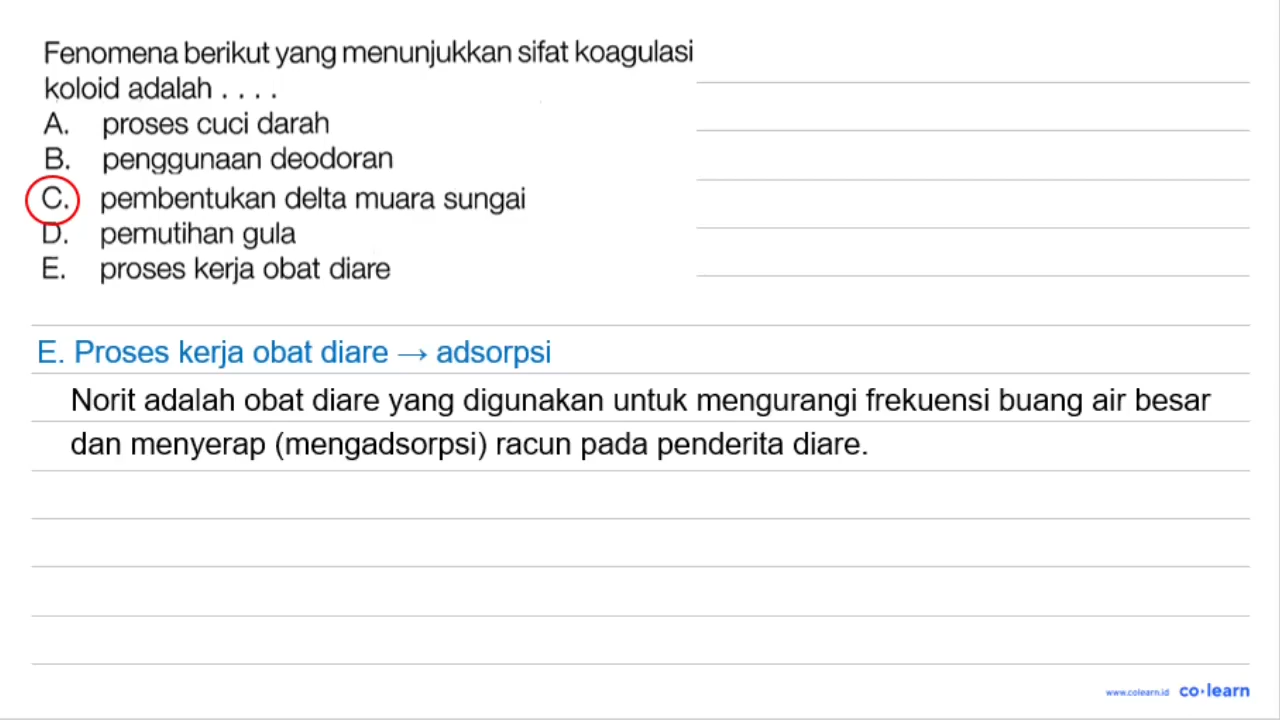 Fenomena berikut yang menunjukkan sifat koagulasi
koloid adalah . . . .
A. proses cuci darah
B. penggunaan deodoran
C. pembentukan delta muara sungai
D. pemutihan gula
E. proses kerja obat diare
E. Proses kerja obat diare → adsorpsi
Norit adalah obat diare yang digunakan untuk mengurangi frekuensi buang air besar
dan menyerap (mengadsorpsi) racun pada penderita diare.
www.colearn.id co·learn